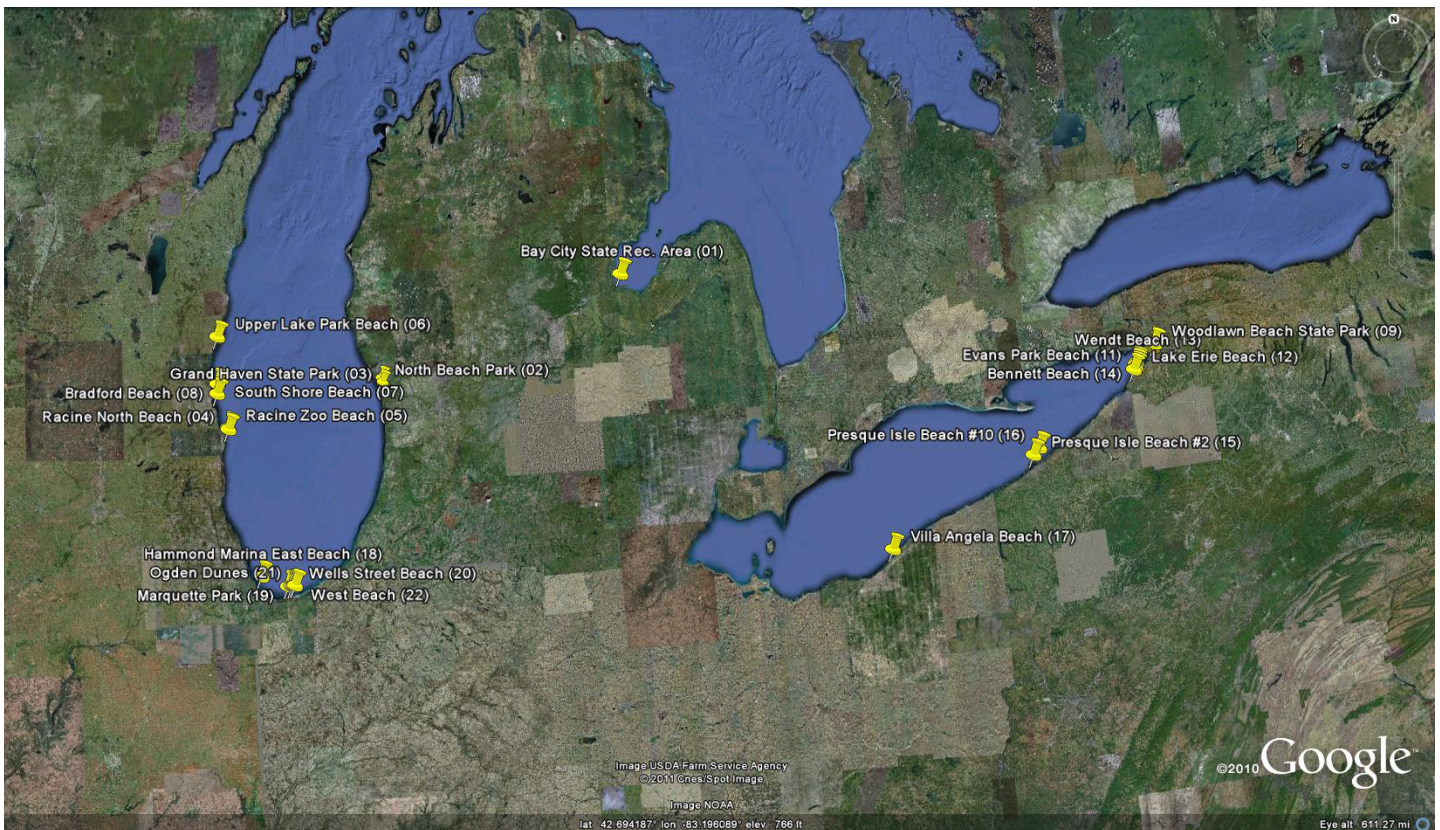 N
Bay City State Rec. Area (01)
Upper Lake Park Beach (06)
Woodlawn Beach State Park (09)
Wendt Beach (13)
Evans Park Beach (11)
Lake Erie Beach (12)
Grand Haven State Park (03)
North Beach Park (02)
Bennett Beach (14)
Bradford Beach (08)
South Shore Beach (07)
Racine North Beach (04)
Racine Zoo Beach (05)
Presque Isle Beach #10 (16)
Presque Isle Beach #2 (15)
Villa Angela Beach (17)
Hammond Marina East Beach (18)
Ogden Dunes (21)
Wells Street Beach (20)
Marquette Park (19)
West Beach (22)
Image USDA Farm Service Agency
© 2011 Cnes/Spot Image
Image NOAA
©2010 Google™
lat 42.694187° lon -83.196089° elev 766 ft
Eye alt 611.27 mi